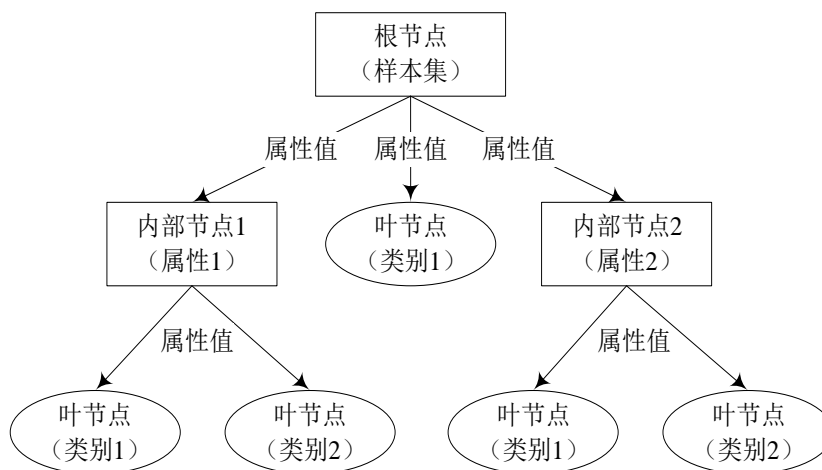 根节点
（样本集）
属性值
属性值
属性值
内部节点1
（属性1）
叶节点
（类别1）
内部节点2
（属性2）
属性值
属性值
叶节点
（类别1）
叶节点
（类别2）
叶节点
（类别1）
叶节点
（类别2）